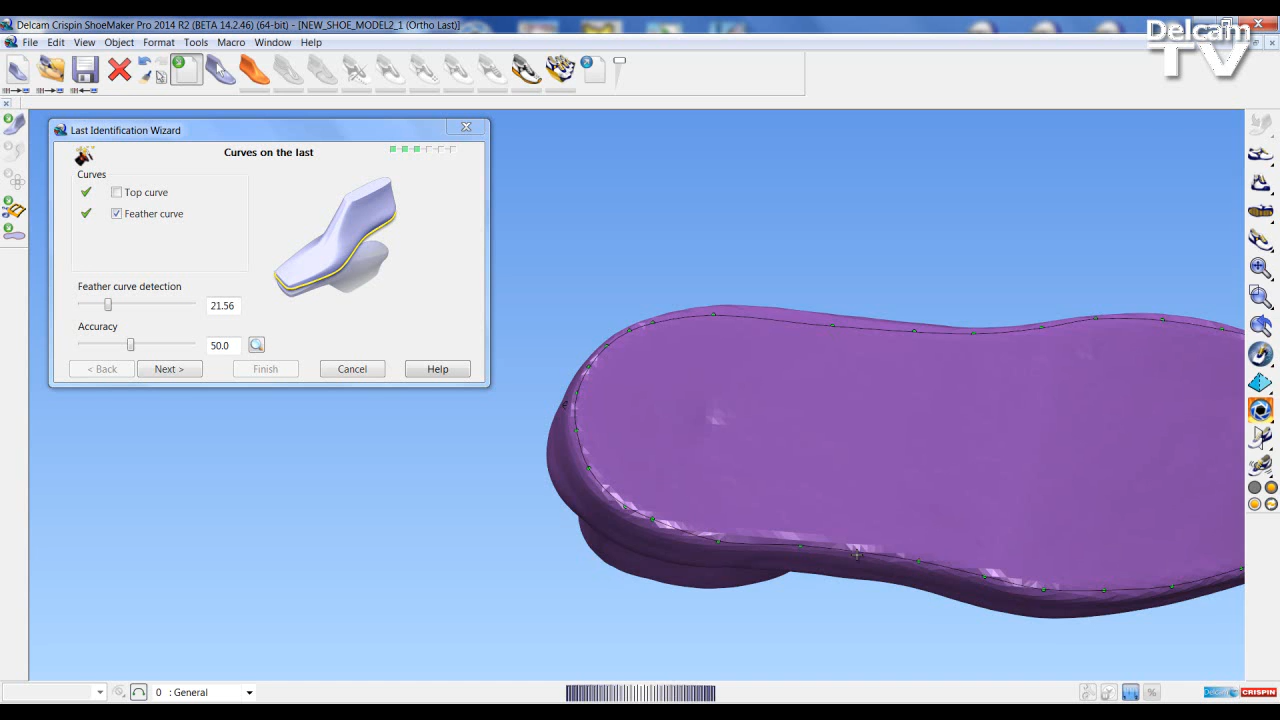 Delcam Crispin ShoeMaker Pro 2014 R2 (BETA 14.2.46) (64-bit) - [NEW_SHOE_MODEL2_1 (Ortho Last)]
Delcam
TV
File Edit View Object Format Tools Macro Window Help
Last Identification Wizard
Curves on the last
Curves
Top curve
Feather curve
Feather curve detection
21.56
Accuracy
50.0
< Back Next > Finish Cancel Help
0 : General
%
Delcam CRISPIN